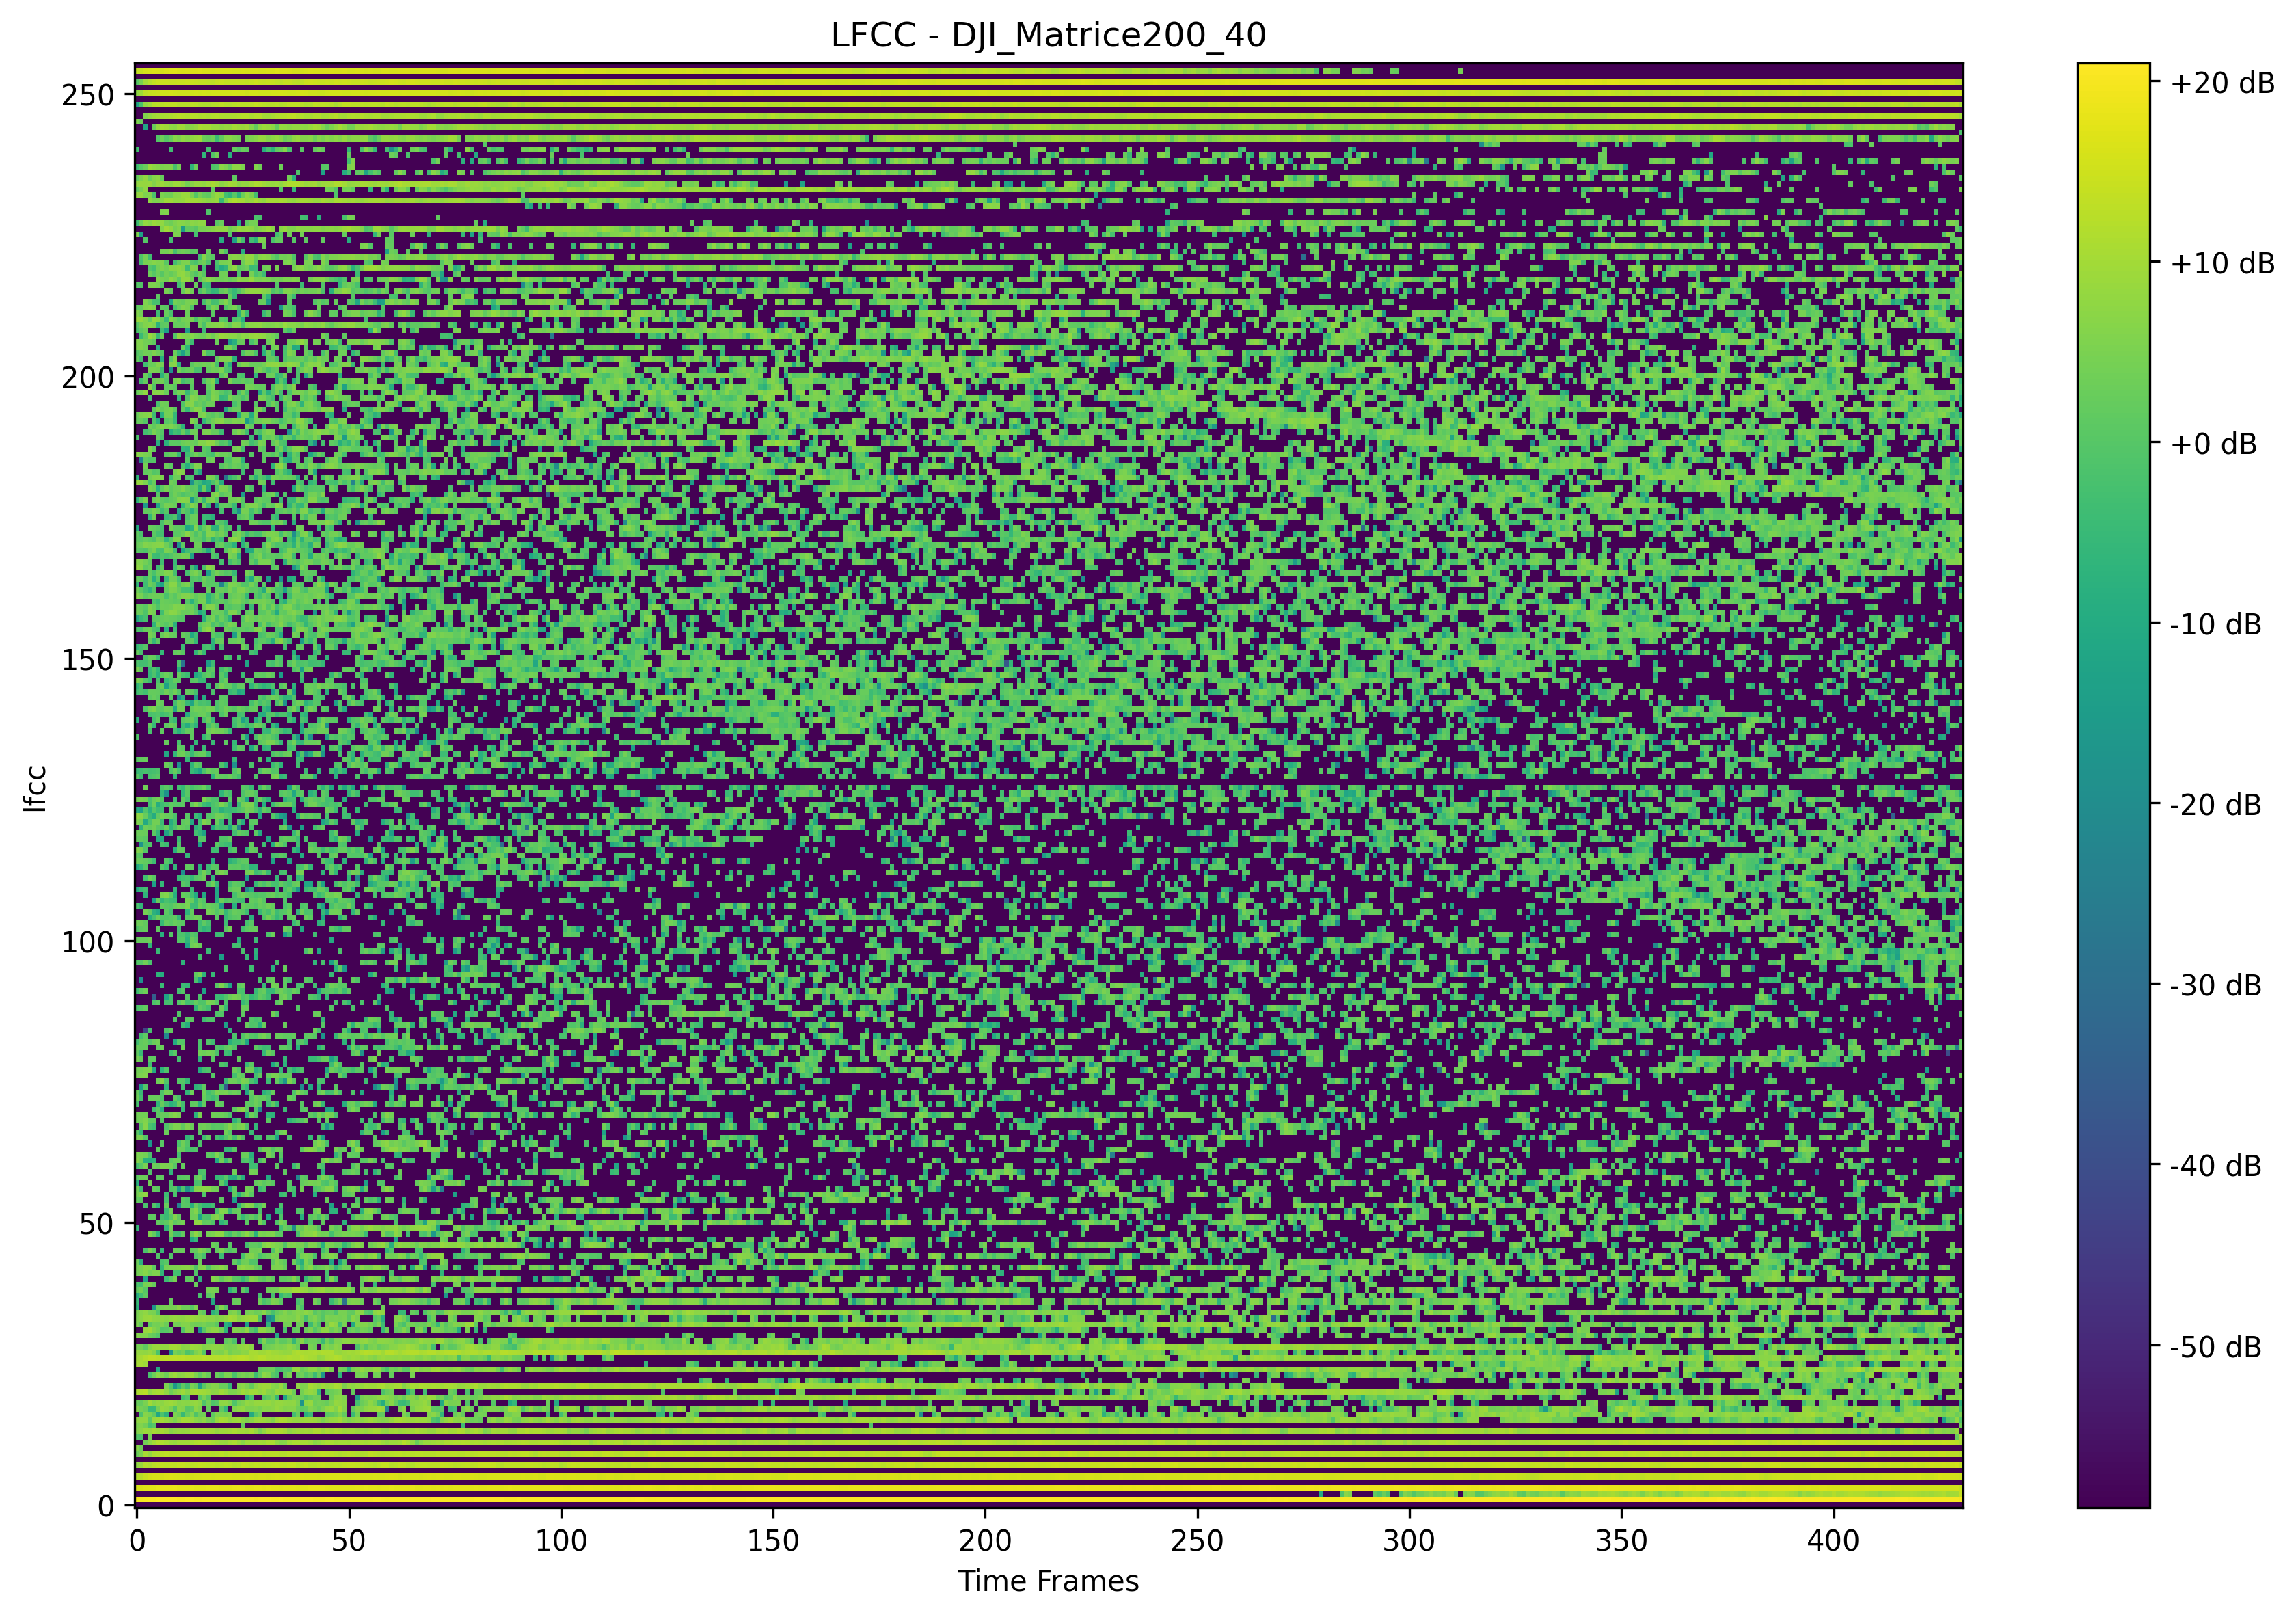 LFCC - DJI_Matrice200_40
250
200
150
100
50
0
lfcc
0 50 100 150 200 250 300 350 400
Time Frames
+20 dB
+10 dB
+0 dB
-10 dB
-20 dB
-30 dB
-40 dB
-50 dB